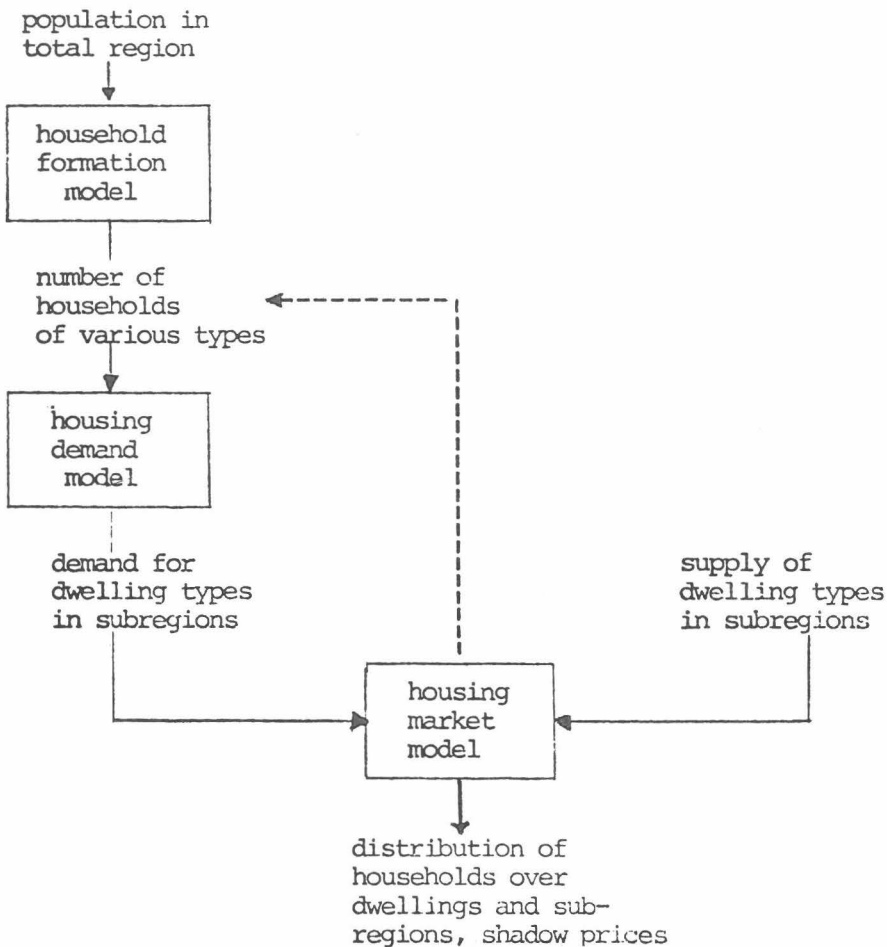 population in
total region
household
formation
model
number of
households
of various types
housing
demand
model
demand for
dwelling types
in subregions
supply of
dwelling types
in subregions
housing
market
model
distribution of
households over
dwellings and sub-
regions, shadow prices